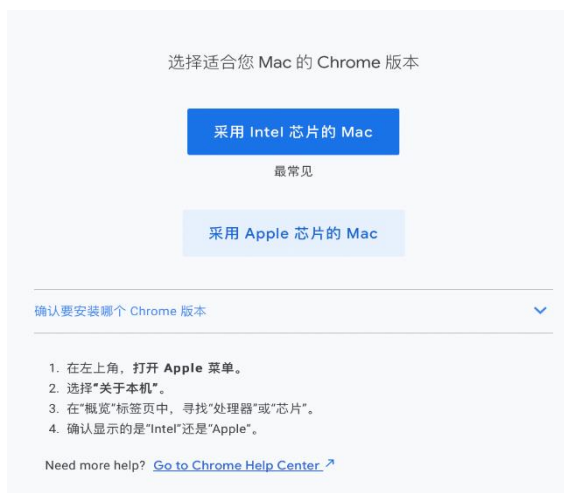 选择适合您 Mac 的 Chrome 版本
采用 Intel 芯片的 Mac
最常见
采用 Apple 芯片的 Mac
确认要安装哪个 Chrome 版本
1. 在左上角，打开 Apple 菜单。
2. 选择“关于本机”。
3. 在“概览”标签页中，寻找“处理器”或“芯片”。
4. 确认显示的是“Intel”还是“Apple”。
Need more help? Go to Chrome Help Center